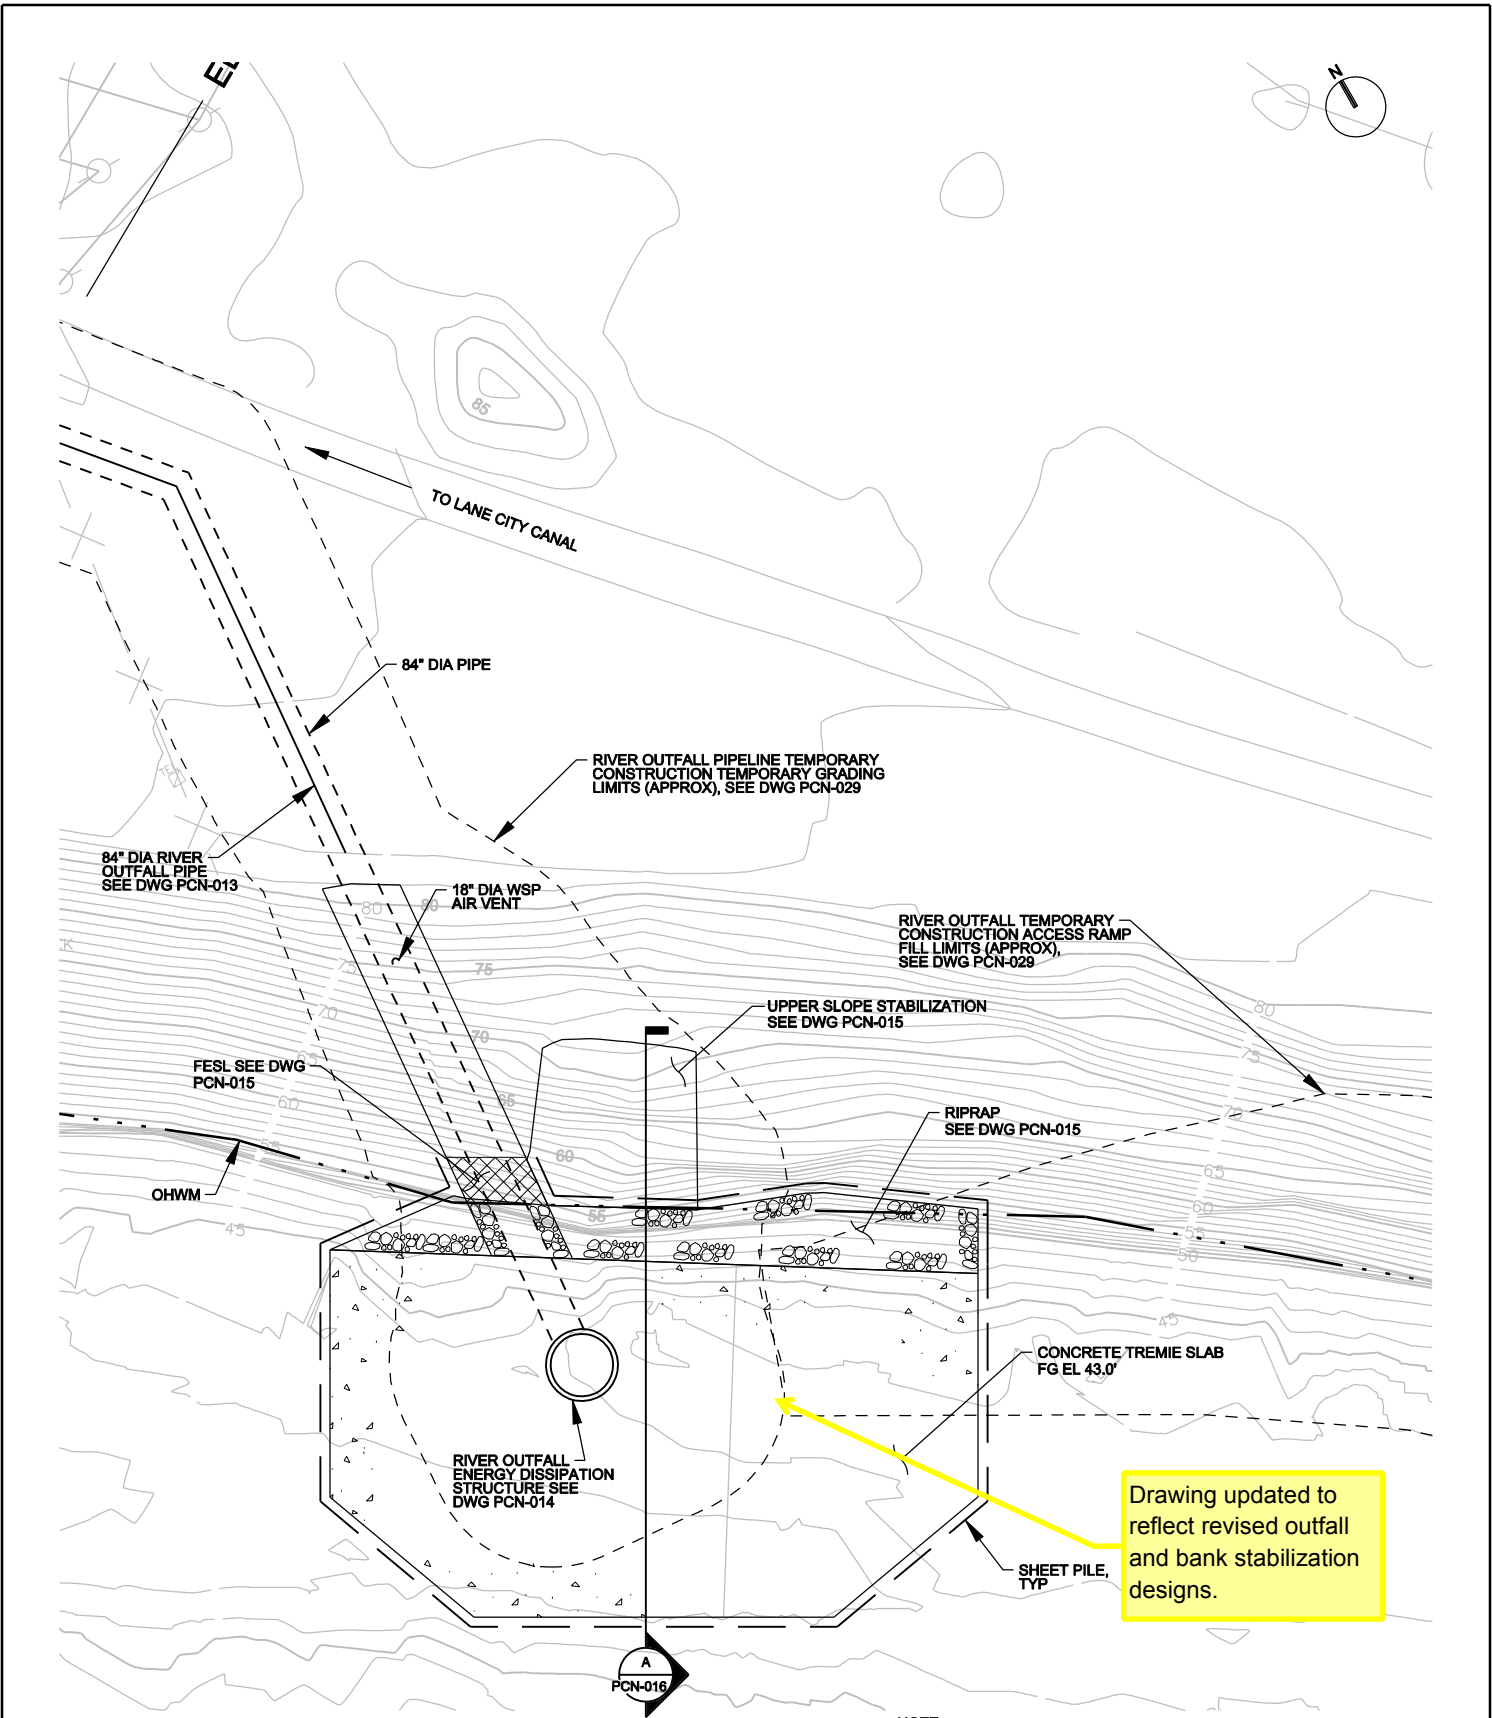 N
85
TO LANE CITY CANAL
84" DIA PIPE
RIVER OUTFALL PIPELINE TEMPORARY
CONSTRUCTION TEMPORARY GRADING
LIMITS (APPROX), SEE DWG PCN-029
84" DIA RIVER
OUTFALL PIPE
SEE DWG PCN-013
18" DIA WSP
AIR VENT
80
80
RIVER OUTFALL TEMPORARY
CONSTRUCTION ACCESS RAMP
FILL LIMITS (APPROX),
SEE DWG PCN-029
75
75
80
UPPER SLOPE STABILIZATION
SEE DWG PCN-015
70
70
75
FESL SEE DWG
PCN-015
65
65
60
70
RIPRAP
SEE DWG PCN-015
55
60
65
OHWM
45
55
60
55
50
45
CONCRETE TREMIE SLAB
FG EL 43.0'
RIVER OUTFALL
ENERGY DISSIPATION
STRUCTURE SEE
DWG PCN-014
Drawing updated to
reflect revised outfall
and bank stabilization
designs.
SHEET PILE,
TYP
A
PCN-016